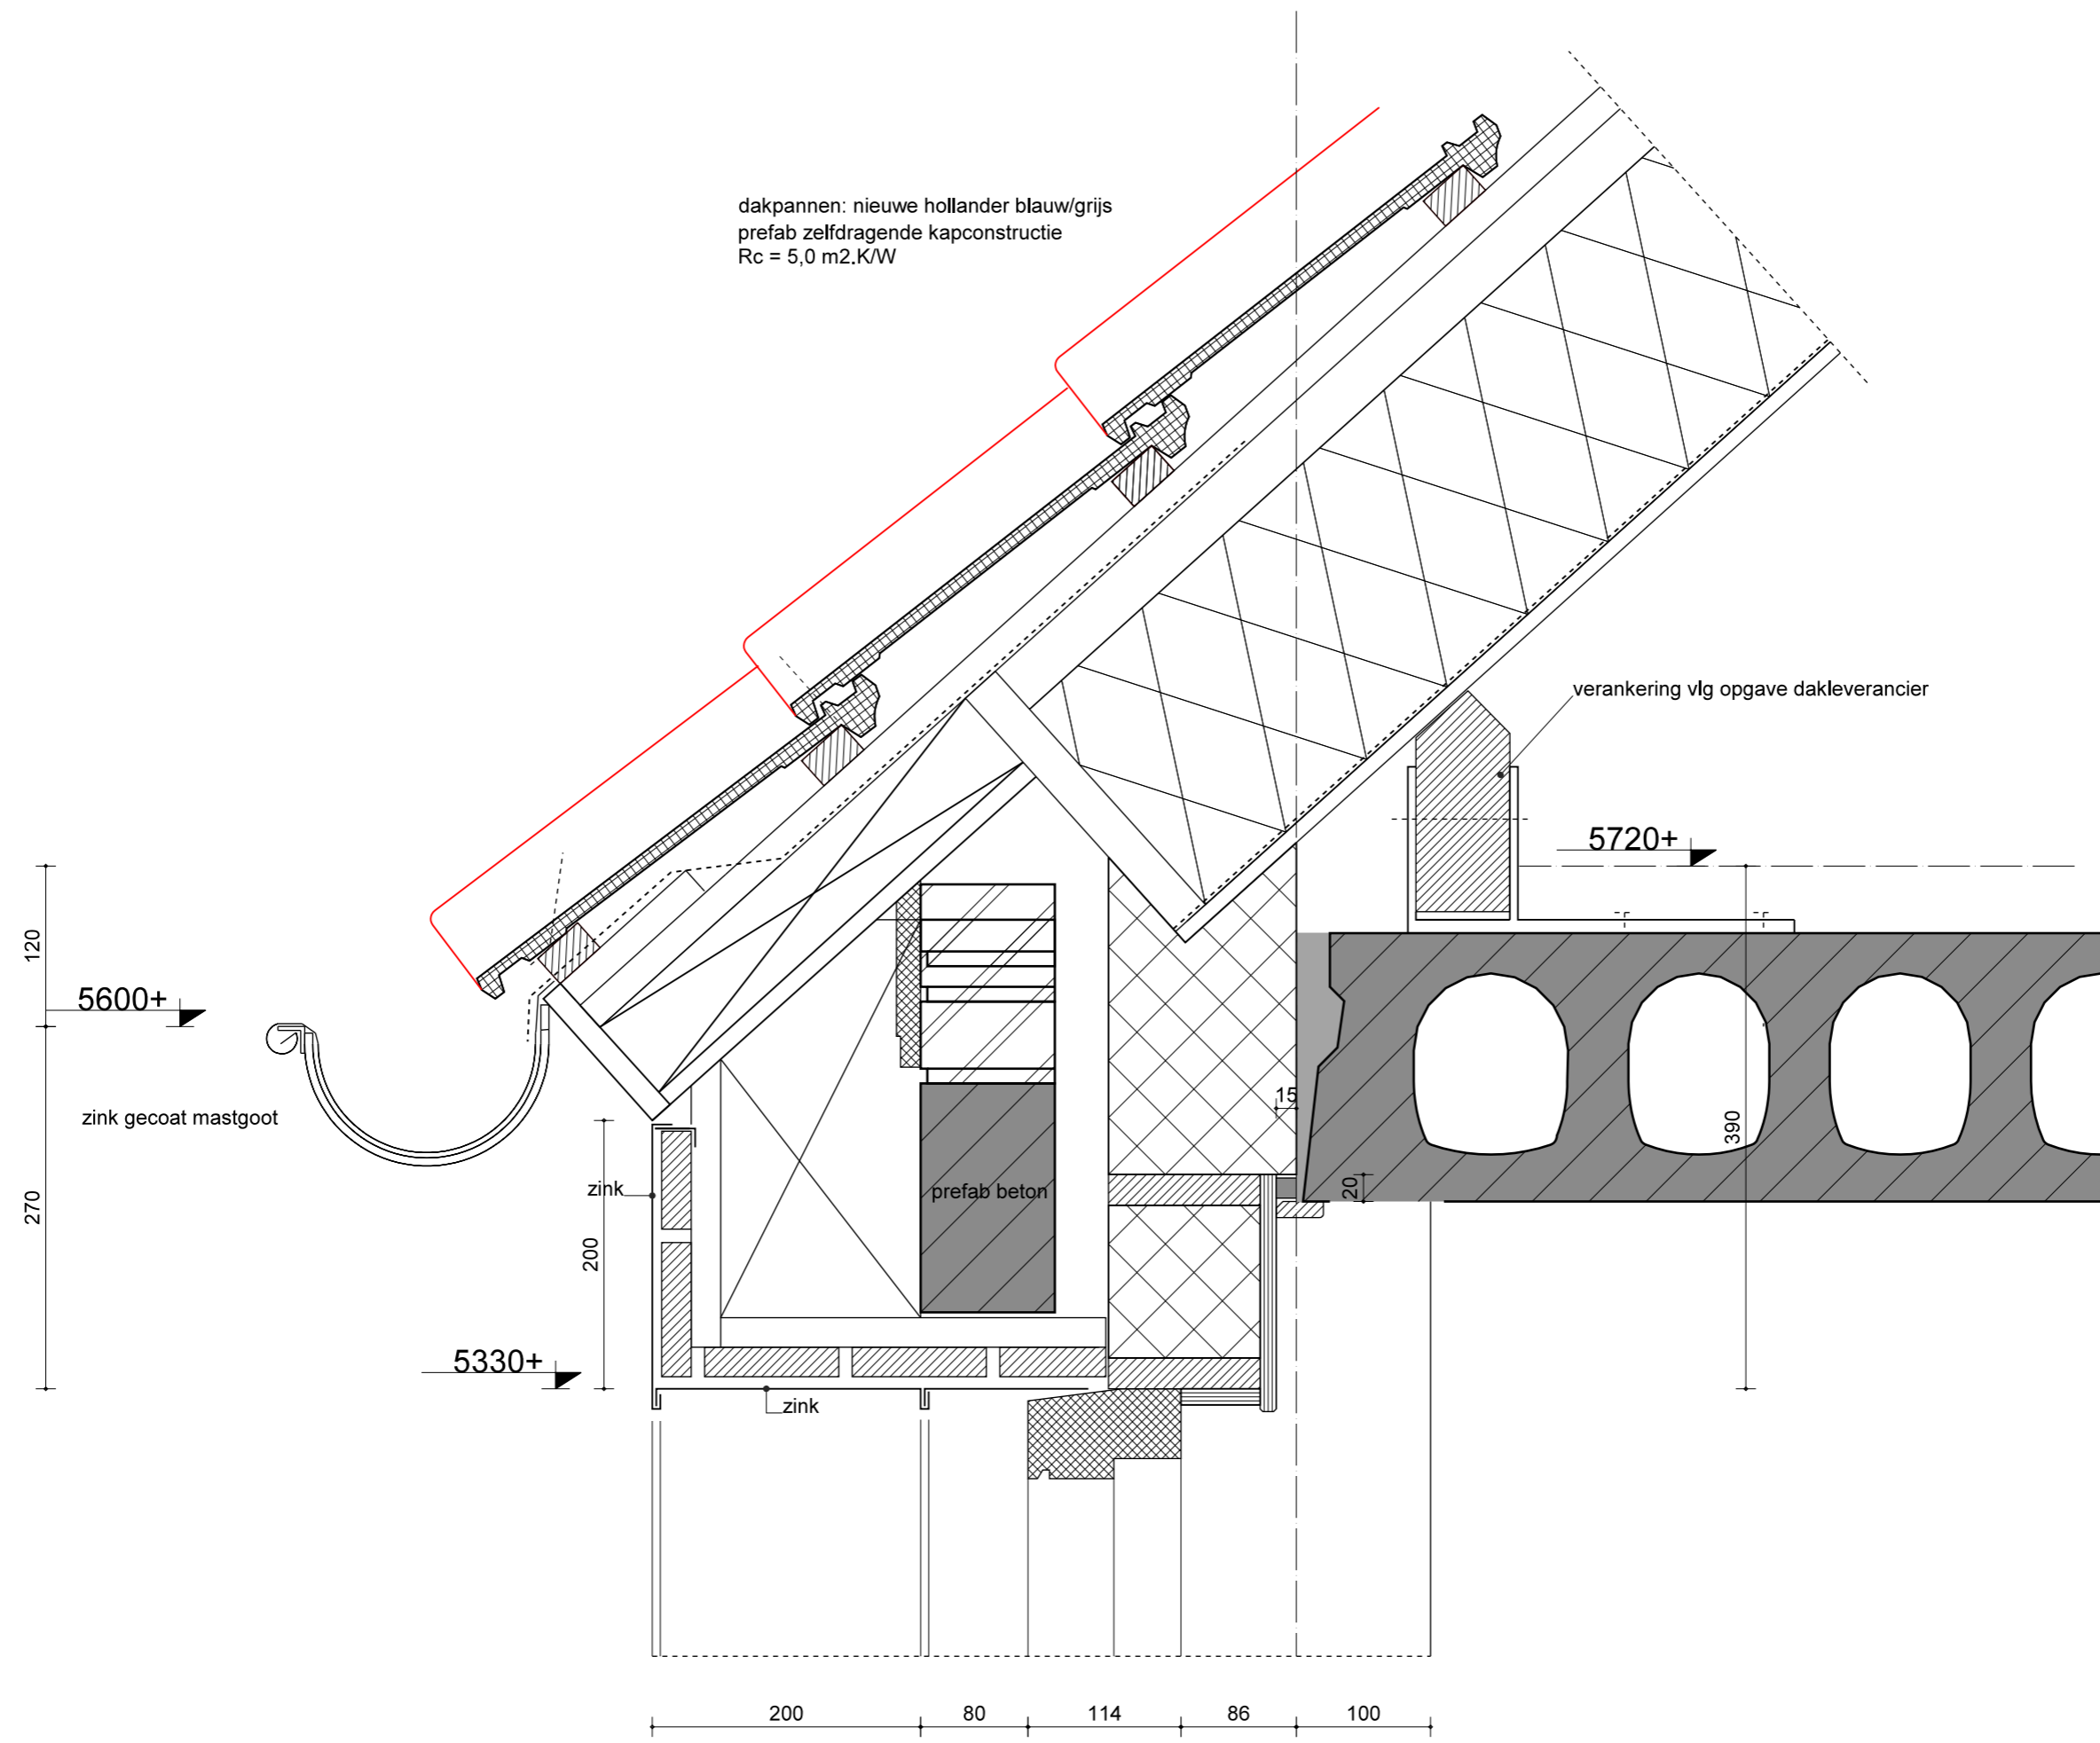 dakpannen: nieuwe hollander blauw/grijs
prefab zelfdragende kapconstructie
Rc = 5,0 m2.K/W
verankering vlg opgave dakleverancier
5720+
120
5600+
15
zink gecoat mastgoot
390
zink
prefab beton
20
270
200
5330+
zink
200
80
114
86
100